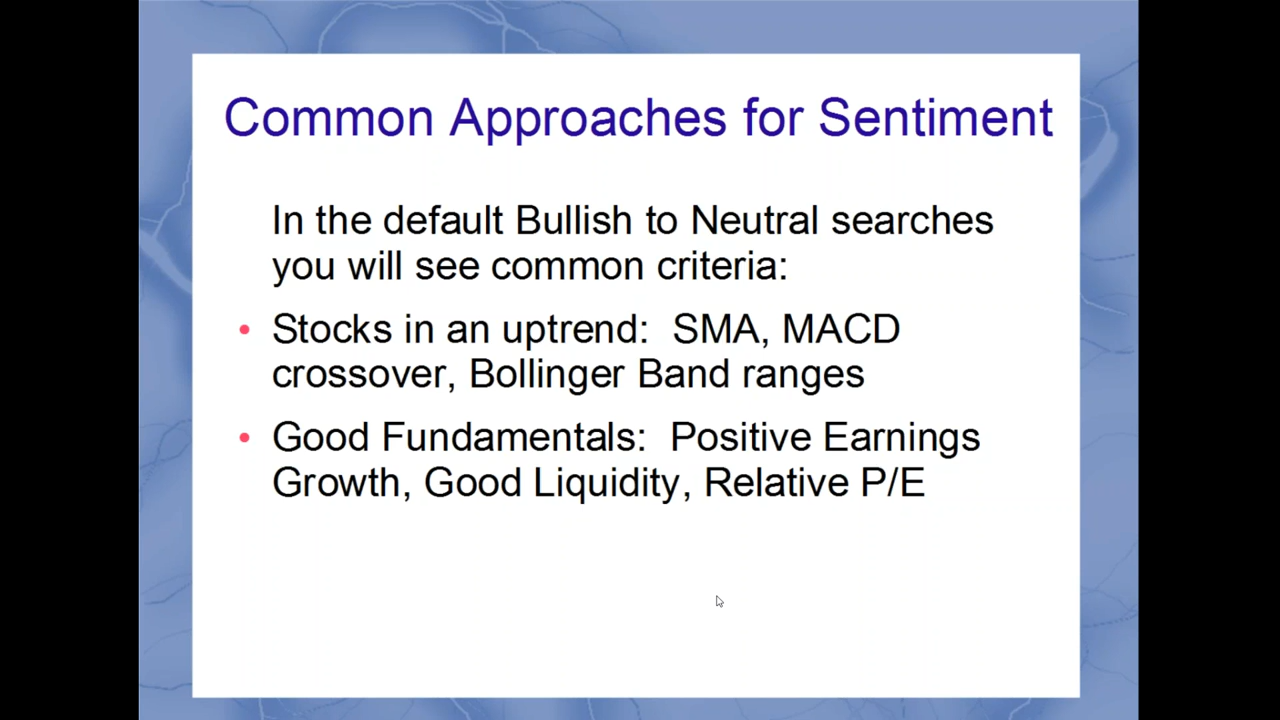 Common Approaches for Sentiment
In the default Bullish to Neutral searches
you will see common criteria:
• Stocks in an uptrend:  SMA, MACD
crossover, Bollinger Band ranges
• Good Fundamentals:  Positive Earnings
Growth, Good Liquidity, Relative P/E